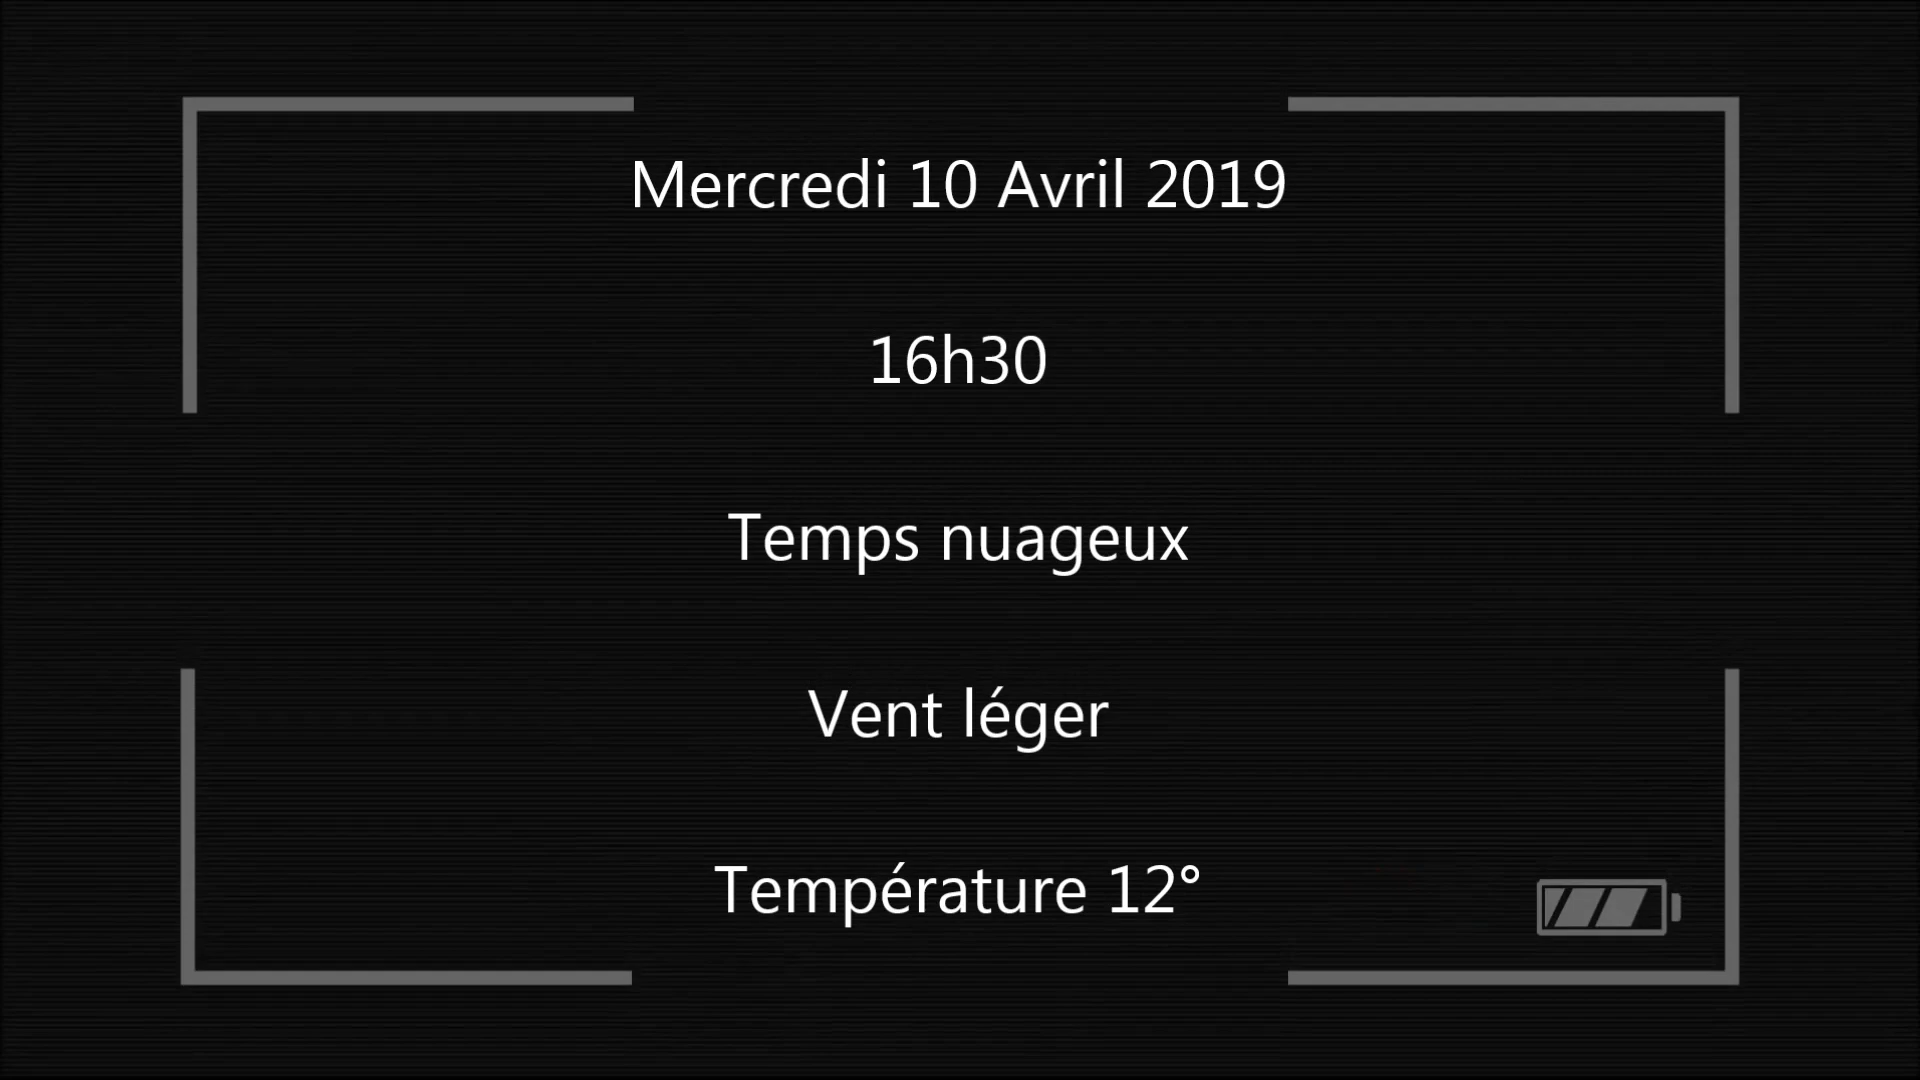 Mercredi 10 Avril 2019
16h30
Temps nuageux
Vent léger
Température 12°